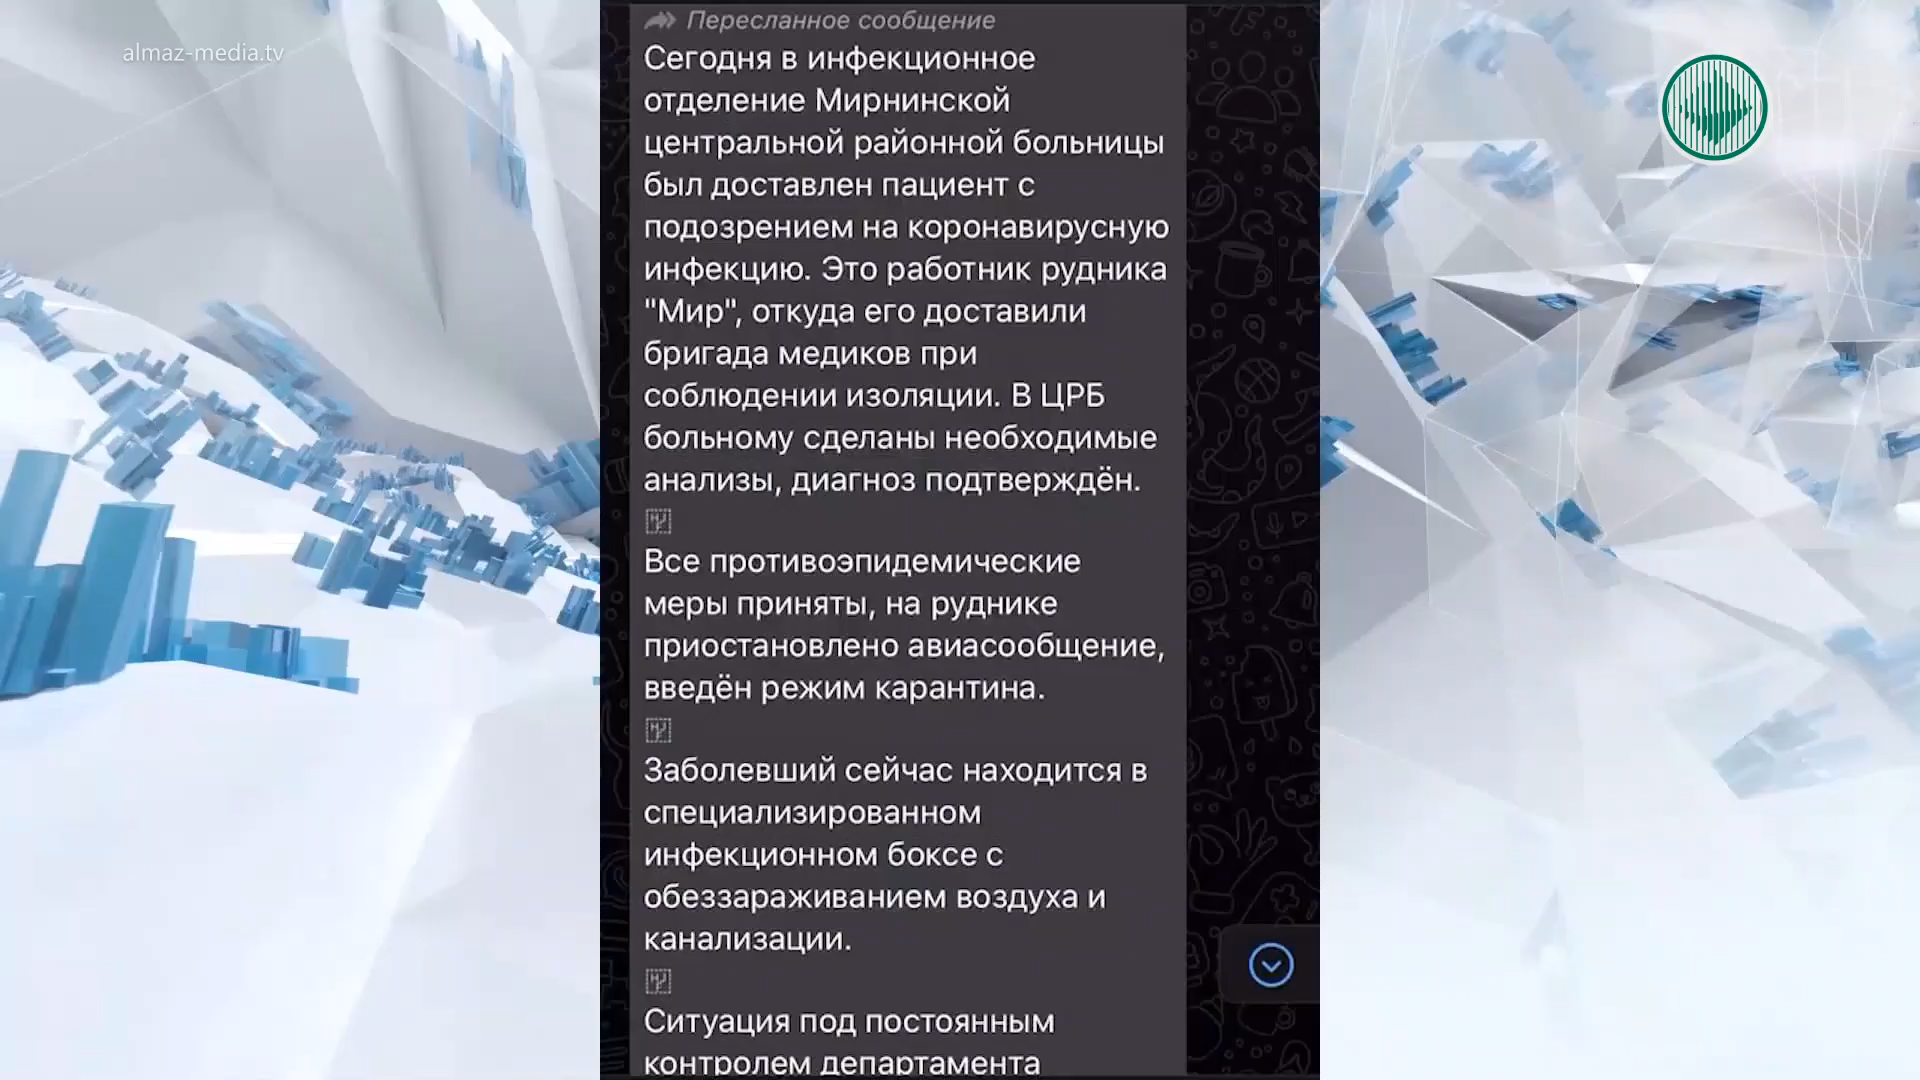 almaz-media.tv
Пересланное сообщение
Сегодня в инфекционное
отделение Мирнинской
центральной районной больницы
был доставлен пациент с
подозрением на коронавирусную
инфекцию. Это работник рудника
"Мир", откуда его доставили
бригада медиков при
соблюдении изоляции. В ЦРБ
больному сделаны необходимые
анализы, диагноз подтверждён.
Все противоэпидемические
меры приняты, на руднике
приостановлено авиасообщение,
введён режим карантина.
Заболевший сейчас находится в
специализированном
инфекционном боксе с
обеззараживанием воздуха и
канализации.
Ситуация под постоянным
контролем департамента